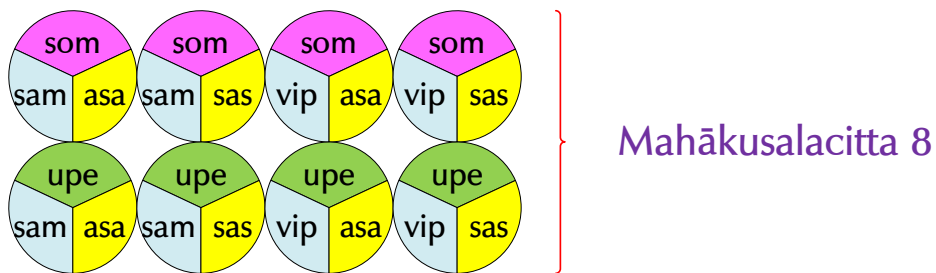 som som som som
sam asa sam sas vip asa vip sas
Mahākusalacitta 8
upe upe upe upe
sam asa sam sas vip asa vip sas